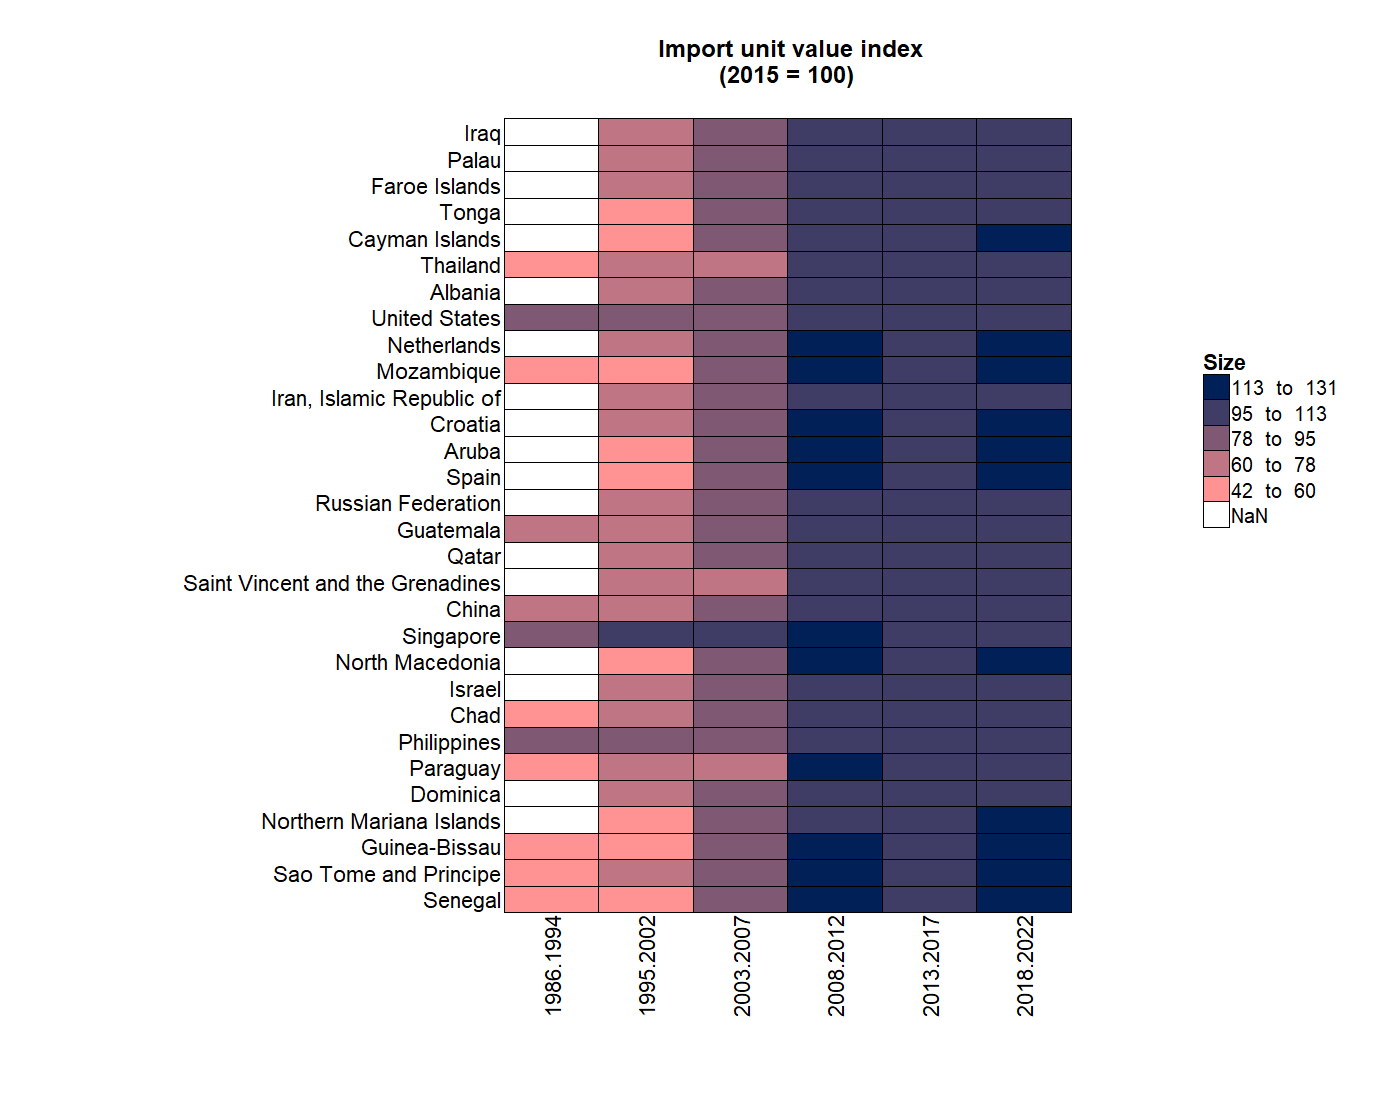 Import unit value index
(2015 = 100)
Iraq
Palau
Faroe Islands
Tonga
Cayman Islands
Thailand
Albania
United States
Netherlands
Mozambique
Iran, Islamic Republic of
Croatia
Aruba
Spain
Russian Federation
Guatemala
Qatar
Saint Vincent and the Grenadines
China
Singapore
North Macedonia
Israel
Chad
Philippines
Paraguay
Dominica
Northern Mariana Islands
Guinea-Bissau
Sao Tome and Principe
Senegal
1986.1994
1995.2002
2003.2007
2008.2012
2013.2017
2018.2022
Size
113 to 131
95 to 113
78 to 95
60 to 78
42 to 60
NaN